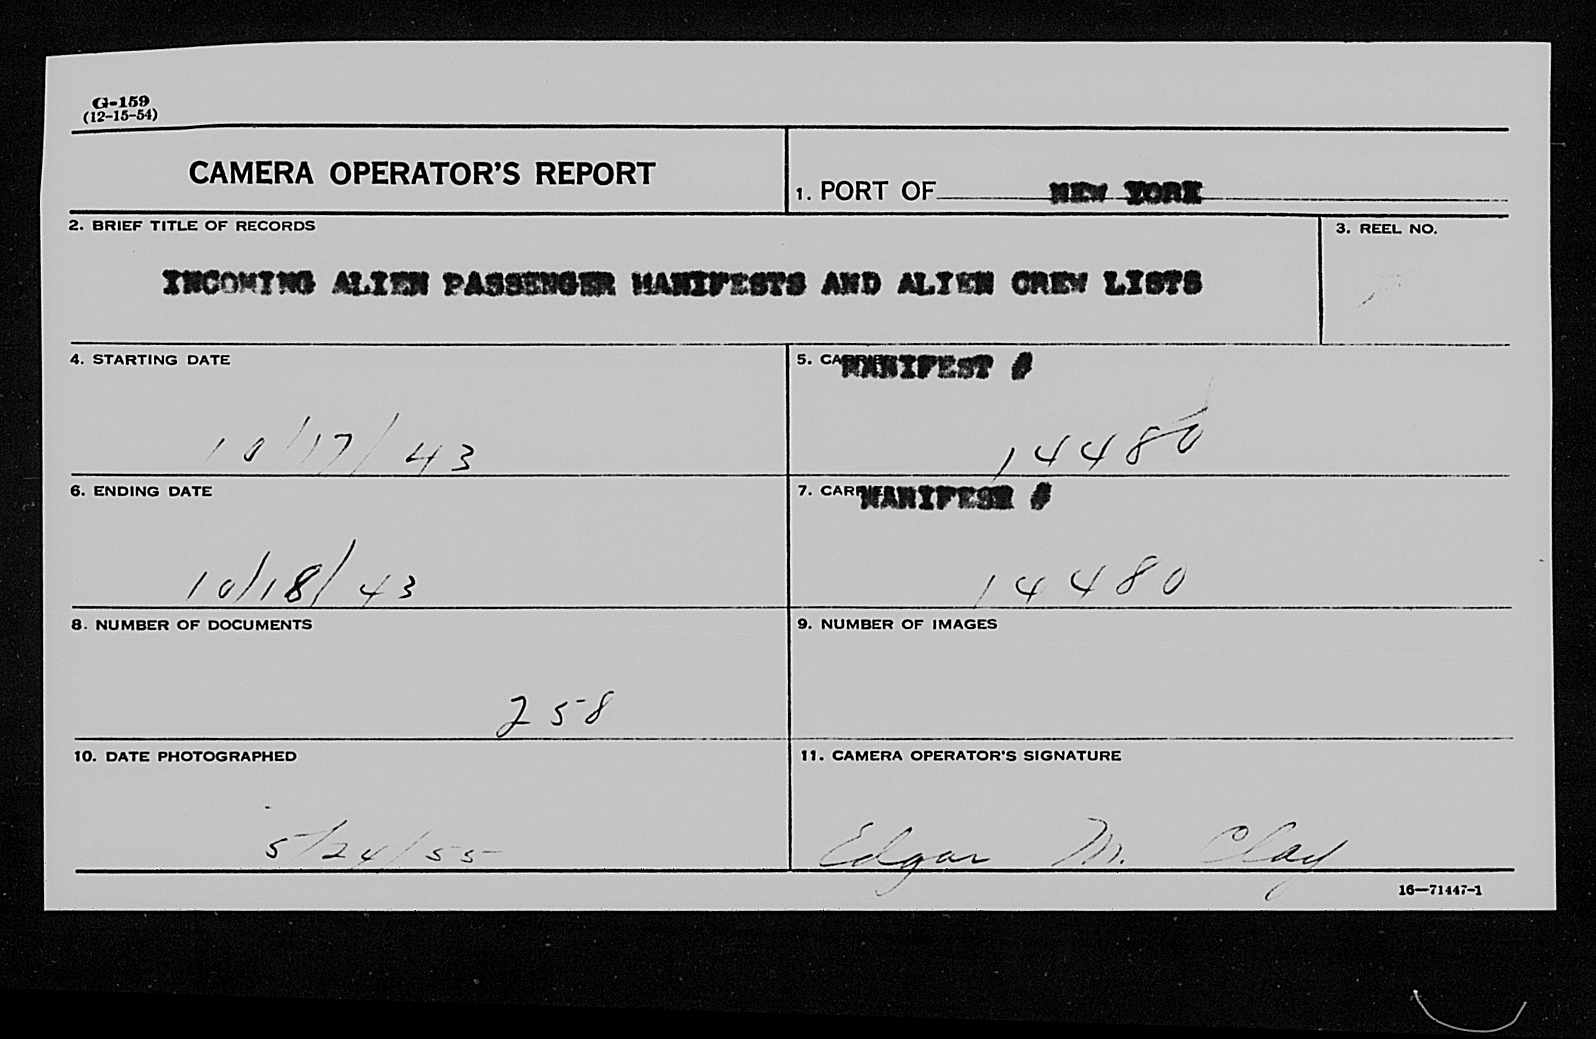 G-159
(12-15-54)
CAMERA OPERATOR'S REPORT
1. PORT OF NEW YORK
2. BRIEF TITLE OF RECORDS
3. REEL NO.
INCOMING ALIEN PASSENGER MANIFESTS AND ALIEN CREW LISTS
4. STARTING DATE
5. CARRIER MANIFEST #
10/17/43
14480
6. ENDING DATE
7. CARRIER MANIFEST #
10/18/43
14480
8. NUMBER OF DOCUMENTS
9. NUMBER OF IMAGES
258
10. DATE PHOTOGRAPHED
11. CAMERA OPERATOR'S SIGNATURE
5/24/55
Edgar M. Clay
16—71447-1